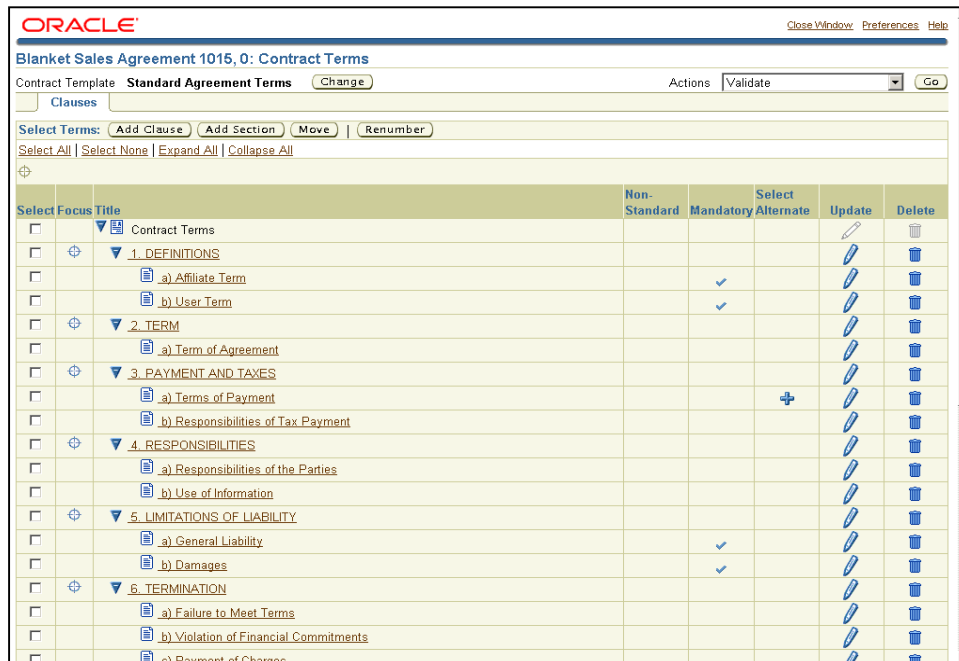 ORACLE
Close Window Preferences Help
Blanket Sales Agreement 1015, 0: Contract Terms
Contract Template Standard Agreement Terms Change Actions Validate Go
Clauses
Select Terms: Add Clause Add Section Move | Renumber
Select All | Select None | Expand All | Collapse All
Select Focus Title Non-Standard Mandatory Select Alternate Update Delete
Contract Terms
1. DEFINITIONS
a) Affiliate Term
b) User Term
2. TERM
a) Term of Agreement
3. PAYMENT AND TAXES
a) Terms of Payment
b) Responsibilities of Tax Payment
4. RESPONSIBILITIES
a) Responsibilities of the Parties
b) Use of Information
5. LIMITATIONS OF LIABILITY
a) General Liability
b) Damages
6. TERMINATION
a) Failure to Meet Terms
b) Violation of Financial Commitments
c) Payment of Charges